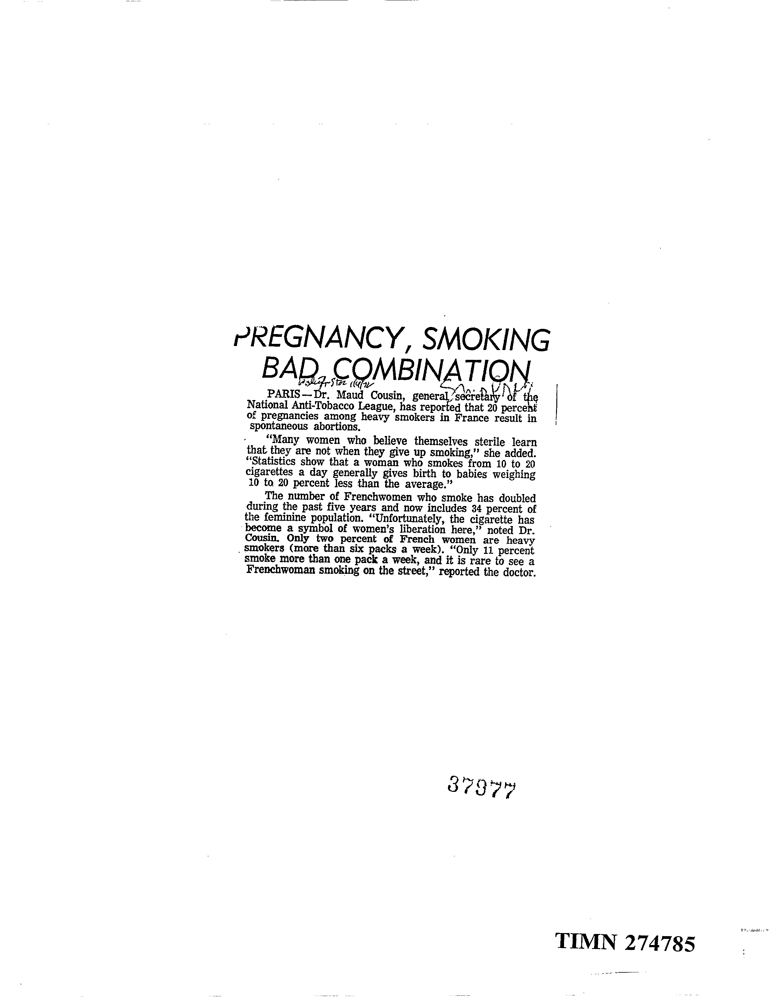 PREGNANCY, SMOKING
BAD COMBINATION
PARIS—Dr. Maud Cousin, general secretary of the
National Anti-Tobacco League, has reported that 20 percent
of pregnancies among heavy smokers in France result in
spontaneous abortions.
"Many women who believe themselves sterile learn
that they are not when they give up smoking," she added.
"Statistics show that a woman who smokes from 10 to 20
cigarettes a day generally gives birth to babies weighing
10 to 20 percent less than the average."
The number of Frenchwomen who smoke has doubled
during the past five years and now includes 34 percent of
the feminine population. "Unfortunately, the cigarette has
become a symbol of women's liberation here," noted Dr.
Cousin. Only two percent of French women are heavy
smokers (more than six packs a week). "Only 11 percent
smoke more than one pack a week, and it is rare to see a
Frenchwoman smoking on the street," reported the doctor.
37977
TIMN 274785